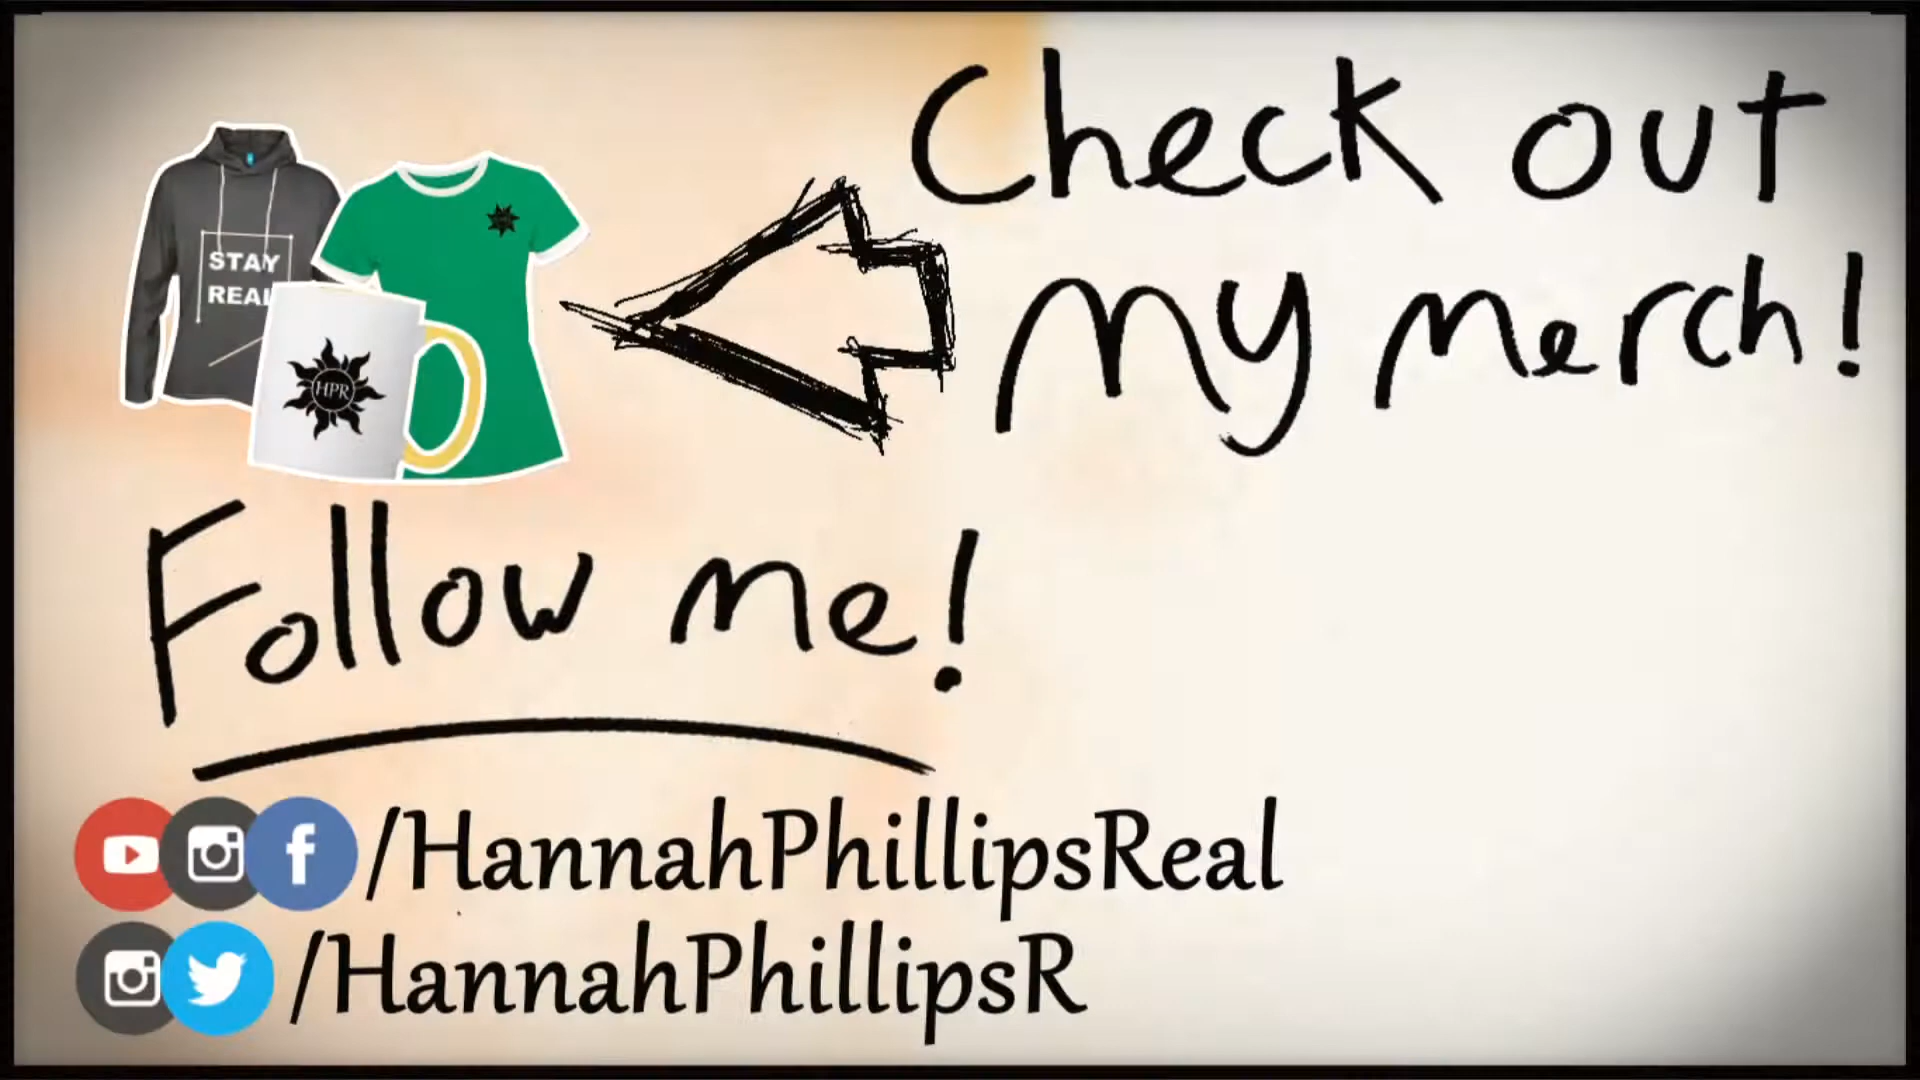 Check out
my merch!
STAY
REAL
HPR
Follow me!
/HannahPhillipsReal
/HannahPhillipsR